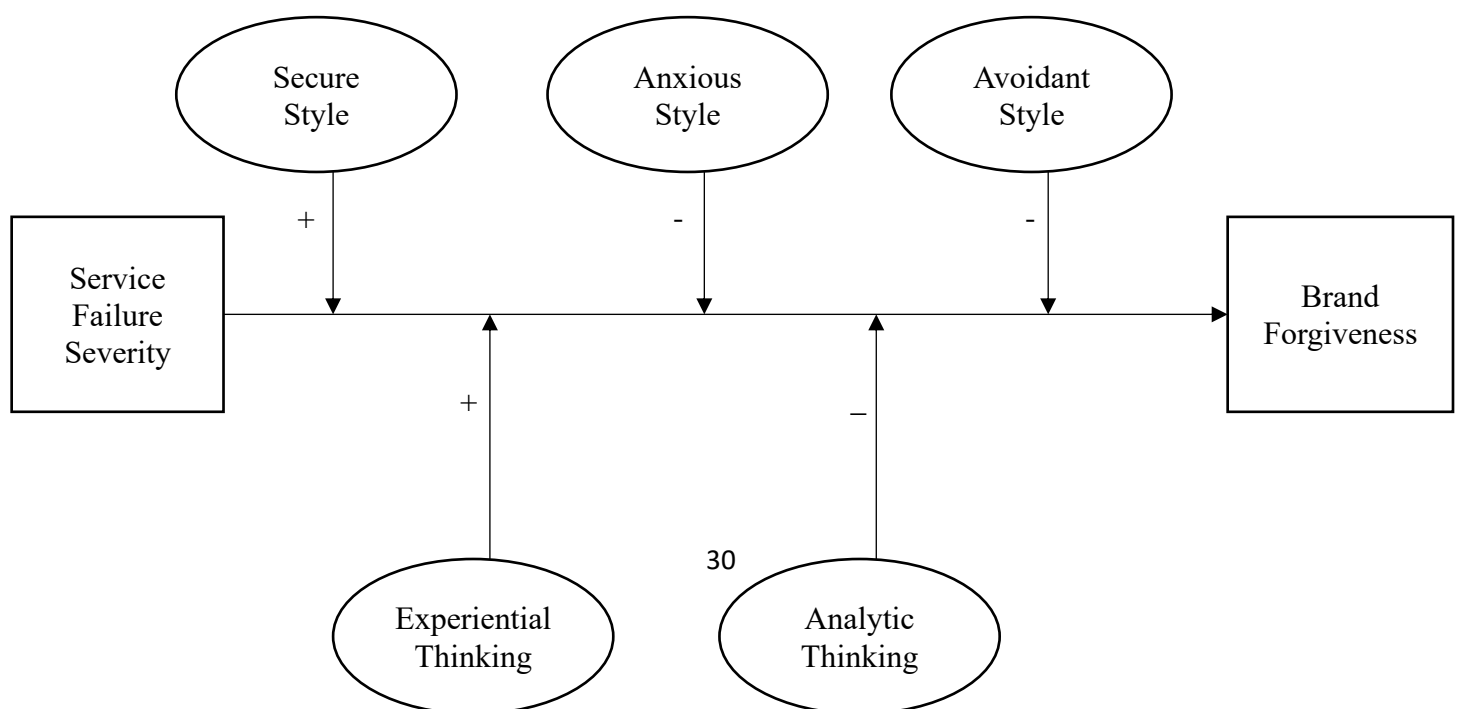 Secure
Style
Anxious
Style
Avoidant
Style
+
-
-
Service
Failure
Severity
Brand
Forgiveness
+
–
30
Experiential
Thinking
Analytic
Thinking